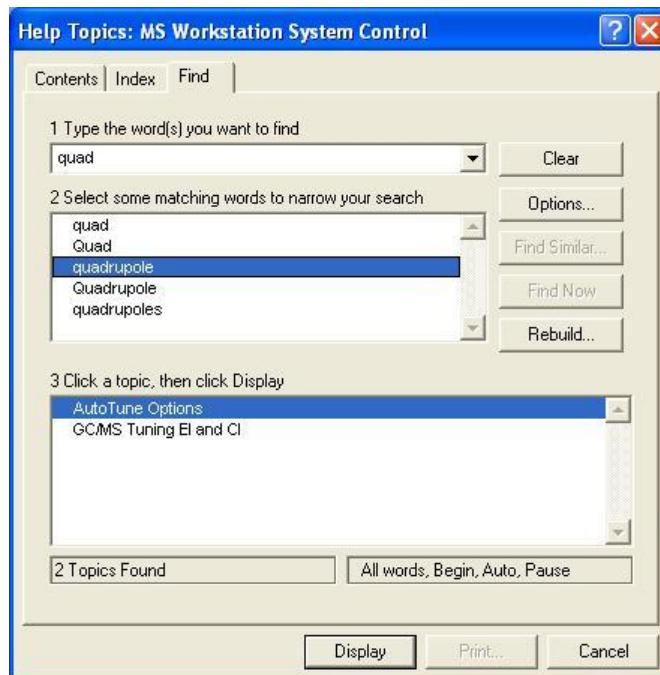 Help Topics: MS Workstation System Control
Contents Index Find
1 Type the word(s) you want to find
quad
Clear
2 Select some matching words to narrow your search
Options...
quad
Quad
quadrupole
Quadrupole
quadrupoles
Find Similar...
Find Now
Rebuild...
3 Click a topic, then click Display
AutoTune Options
GC/MS Tuning EI and CI
2 Topics Found
All words, Begin, Auto, Pause
Display Print... Cancel